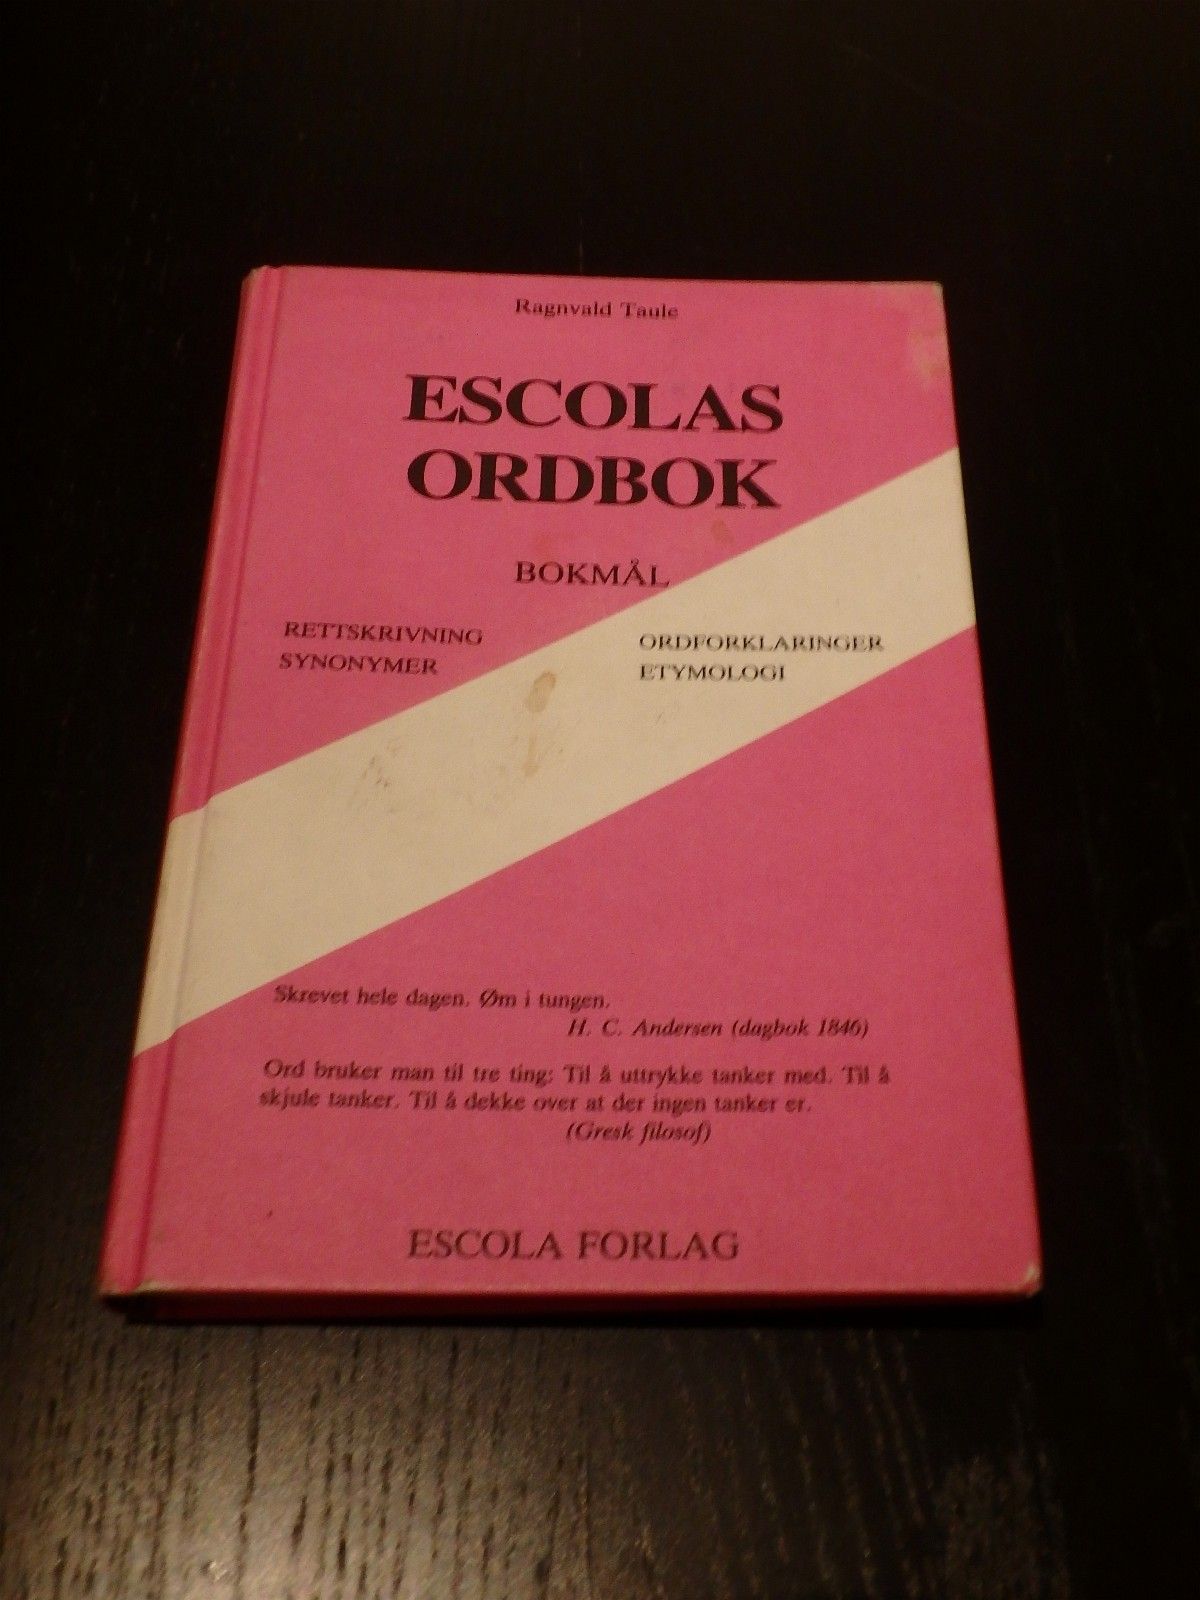 Ragnvald Taule
ESCOLAS
ORDBOK
BOKMÅL
RETTSKRIVNING
SYNONYMER
ORDFORKLARINGER
ETYMOLOGI
Skrevet hele dagen. Øm i tungen.
H. C. Andersen (dagbok 1846)
Ord bruker man til tre ting: Til å uttrykke tanker med. Til å
skjule tanker. Til å dekke over at der ingen tanker er.
(Gresk filosof)
ESCOLA FORLAG